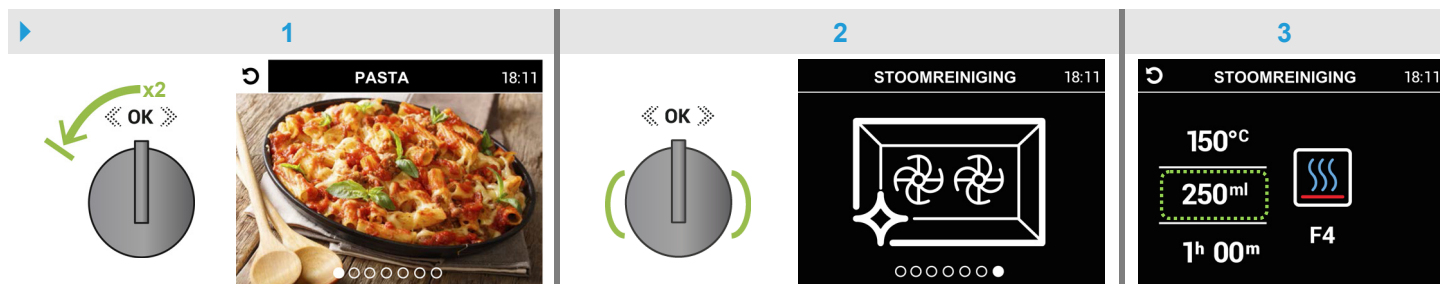 1
2
3
x2
OK
PASTA 18:11
OK
STOOMREINIGING 18:11
STOOMREINIGING 18:11
150°C
250ml
1h 00m
F4